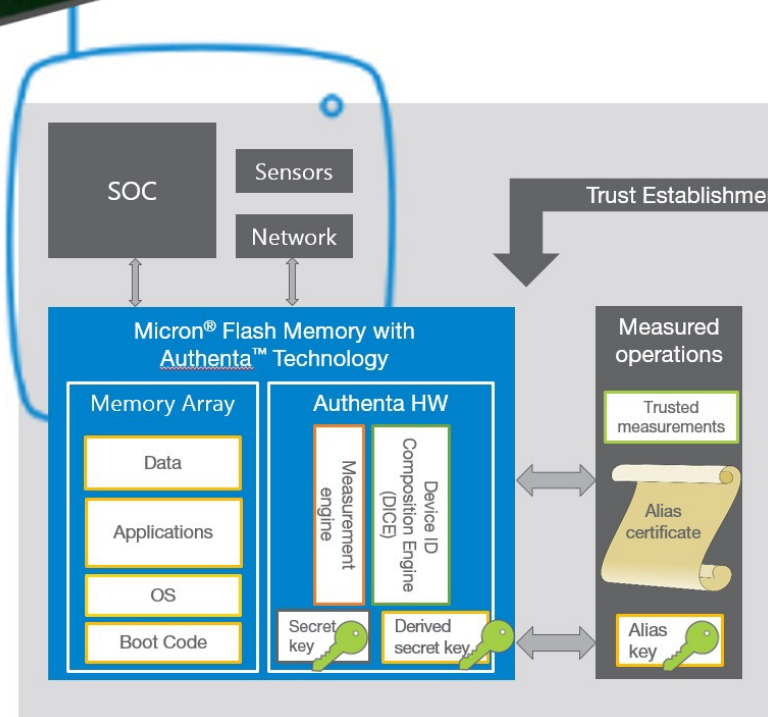 SOC
Sensors
Network
Trust Establishme
Micron® Flash Memory with
Authenta™ Technology
Memory Array
Data
Applications
OS
Boot Code
Authenta HW
Measurement
engine
Device ID
Composition Engine
(DICE)
Secret
key
Derived
secret key
Measured
operations
Trusted
measurements
Alias
certificate
Alias
key